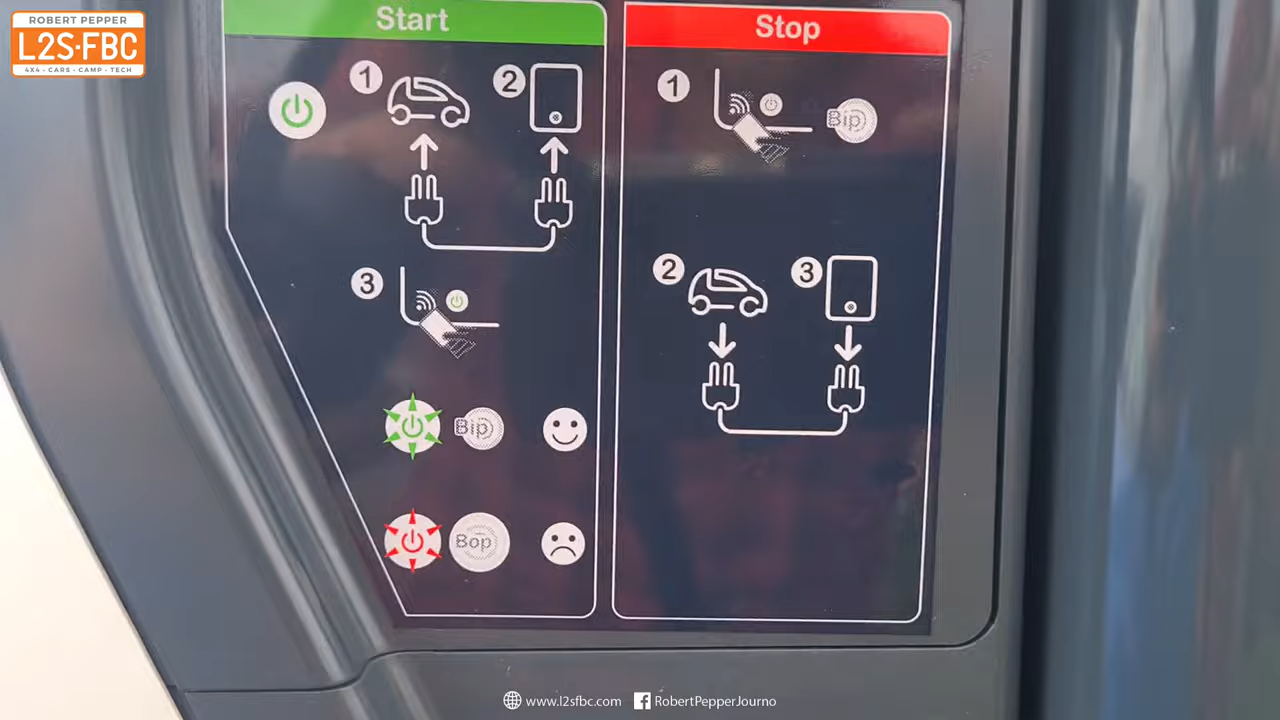 ROBERT PEPPER
L2S·FBC
4X4 - CARS - CAMP - TECH
Start
Stop
1
2
1
Bip
3
2
3
Bip
Bop
www.l2sfbc.com RobertPepperJourno